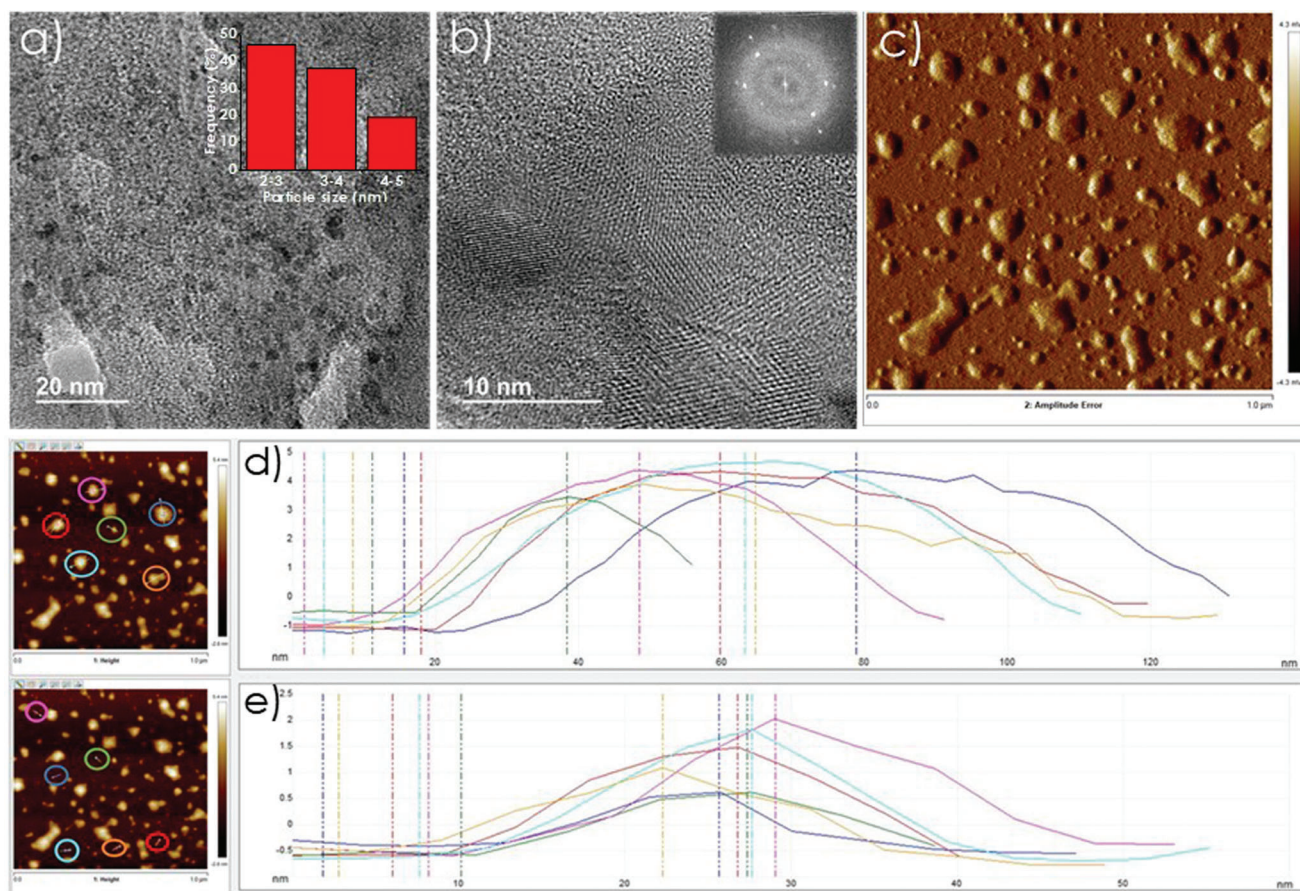 a)
50
40
30
20
10
0
Frequency (%)
2-3 3-4 4-5
Particle size (nm)
20 nm
b)
10 nm
c)
4.3 mV
-4.3 mV
0.0 2: Amplitude Error 1.0 µm
5.4 nm
-2.6 nm
0.0 1: Height 1.0 µm
d)
5
4
3
2
1
0
-1
nm 20 40 60 80 100 120 nm
5.4 nm
-2.6 nm
0.0 1: Height 1.0 µm
e)
2.5
2
1.5
1
0.5
0
-0.5
nm 10 20 30 40 50 nm